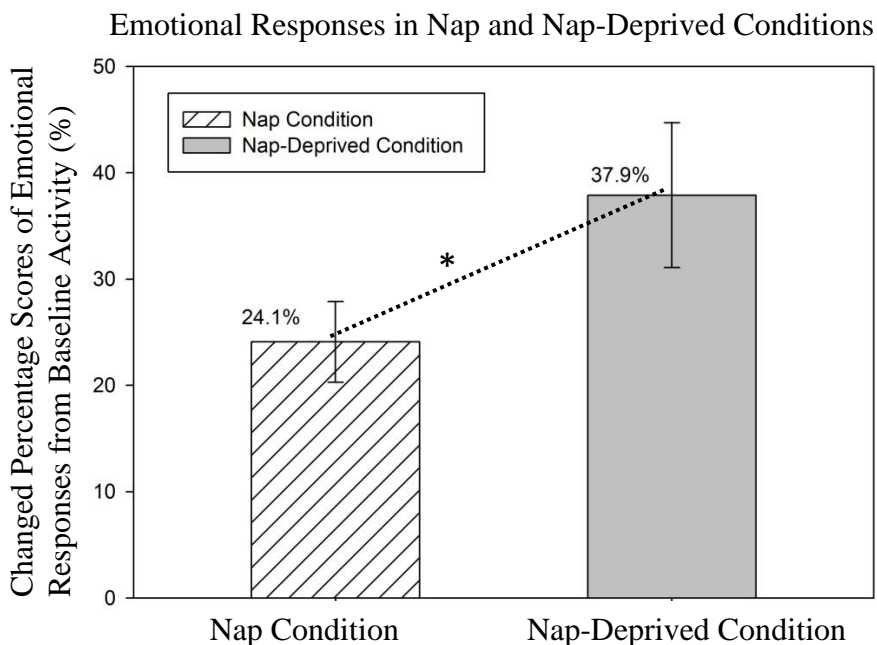 Emotional Responses in Nap and Nap-Deprived Conditions
Changed Percentage Scores of Emotional
Responses from Baseline Activity (%)
50
40
30
20
10
0
Nap Condition
Nap-Deprived Condition
24.1%
*
37.9%
Nap Condition
Nap-Deprived Condition